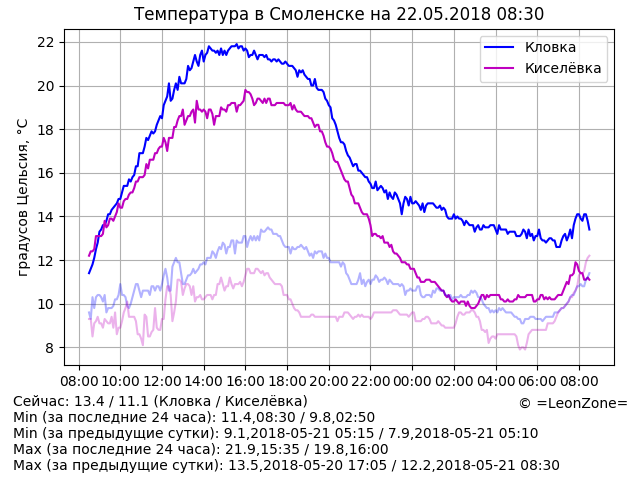 Температура в Смоленске на 22.05.2018 08:30
градусов Цельсия, °C
22
20
18
16
14
12
10
8
Кловка
Киселёвка
08:00 10:00 12:00 14:00 16:00 18:00 20:00 22:00 00:00 02:00 04:00 06:00 08:00
Сейчас: 13.4 / 11.1 (Кловка / Киселёвка)
© =LeonZone=
Min (за последние 24 часа): 11.4,08:30 / 9.8,02:50
Min (за предыдущие сутки): 9.1,2018-05-21 05:15 / 7.9,2018-05-21 05:10
Max (за последние 24 часа): 21.9,15:35 / 19.8,16:00
Max (за предыдущие сутки): 13.5,2018-05-20 17:05 / 12.2,2018-05-21 08:30